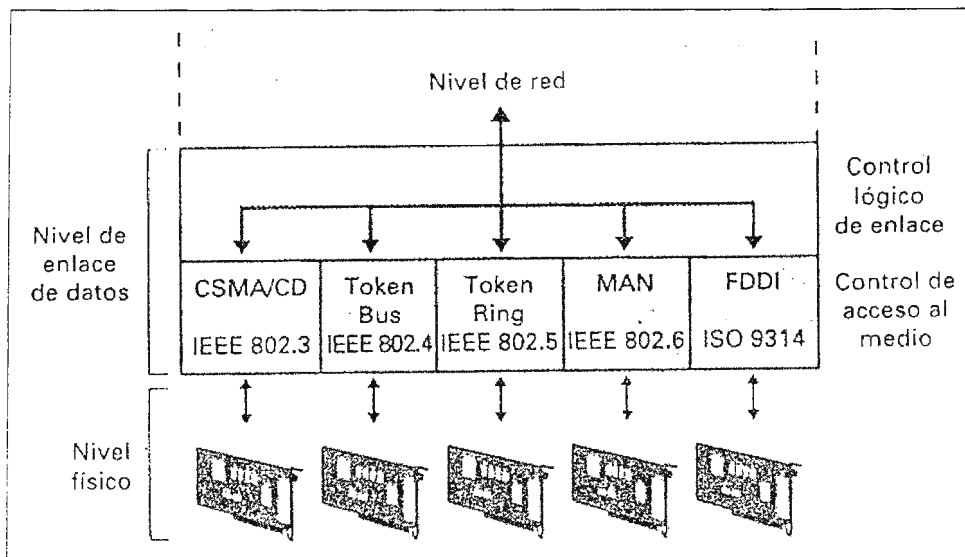 Nivel de red
Control
lógico
de enlace
Nivel de
enlace
de datos
CSMA/CD
IEEE 802.3
Token
Bus
IEEE 802.4
Token
Ring
IEEE 802.5
MAN
IEEE 802.6
FDDI
ISO 9314
Control de
acceso al
medio
Nivel
físico